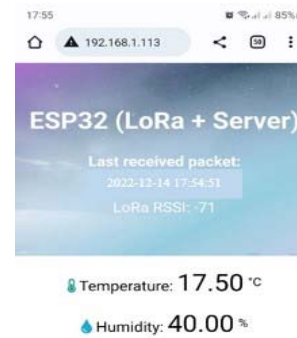 17:55 85%
192.168.1.113 50
ESP32 (LoRa + Server)
Last received packet:
2022-12-14 17:54:51
LoRa RSSI: -71
Temperature: 17.50 °C
Humidity: 40.00 %